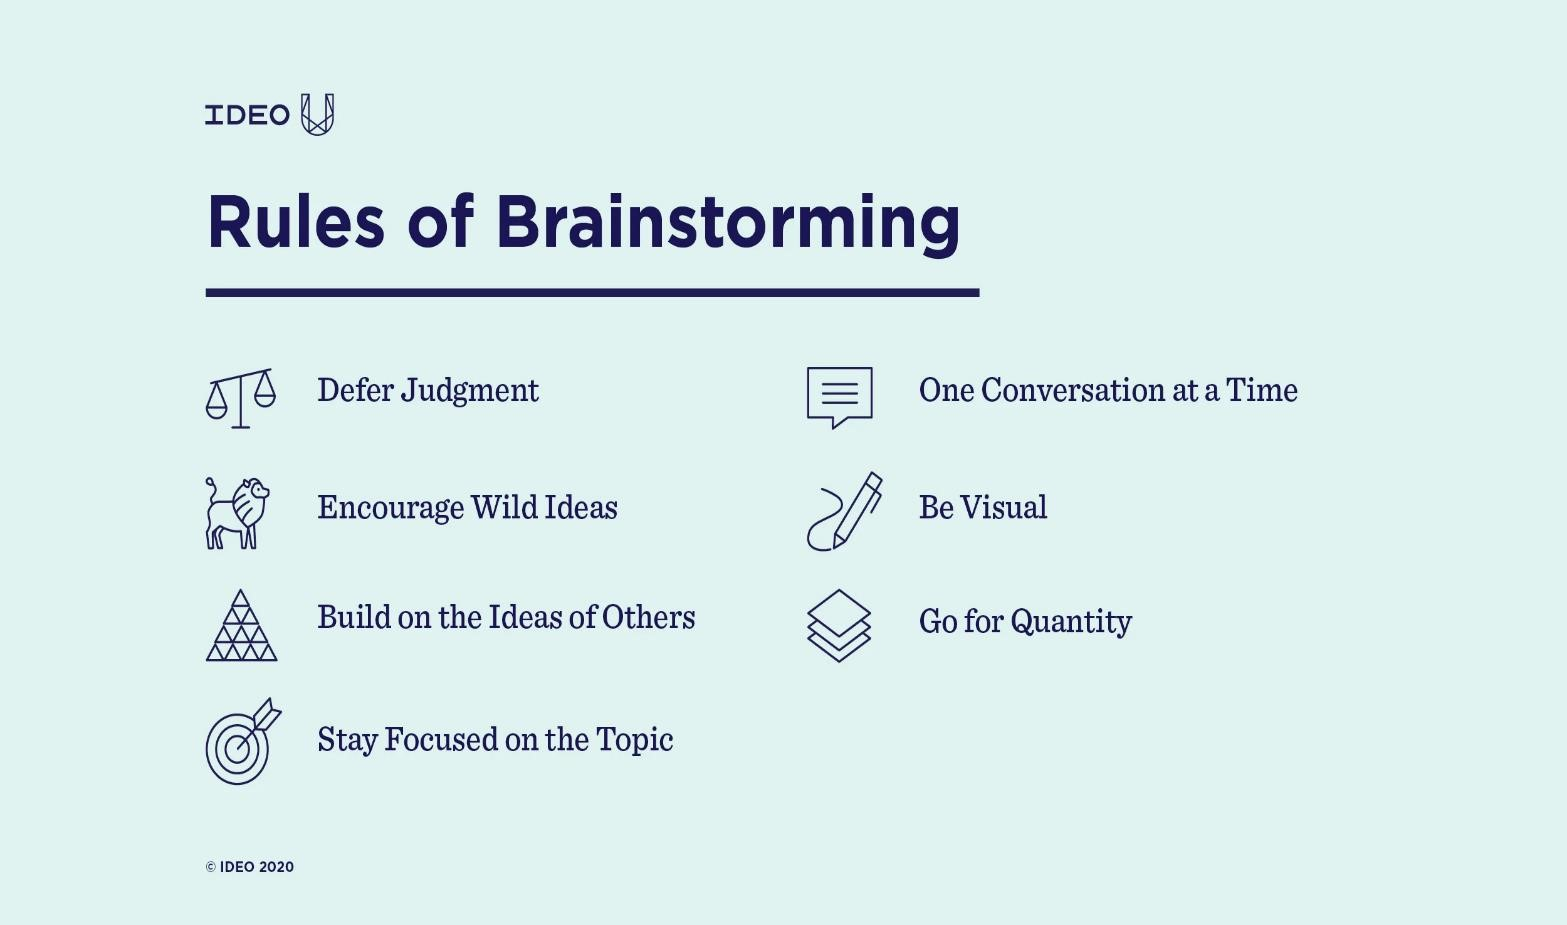 IDEO U
Rules of Brainstorming
Defer Judgment
Encourage Wild Ideas
Build on the Ideas of Others
Stay Focused on the Topic
One Conversation at a Time
Be Visual
Go for Quantity
© IDEO 2020